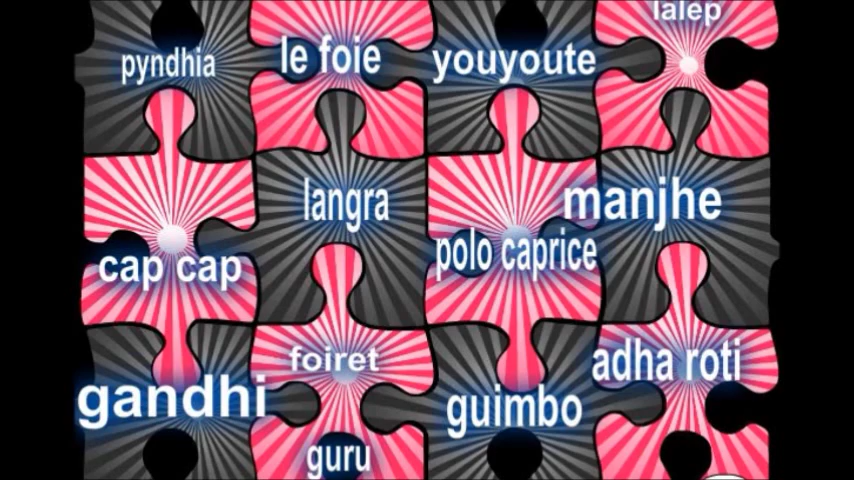 lalep
pyndhia
le foie
youyoute
langra
manjhe
cap cap
polo caprice
foiret
adha roti
gandhi
guimbo
guru